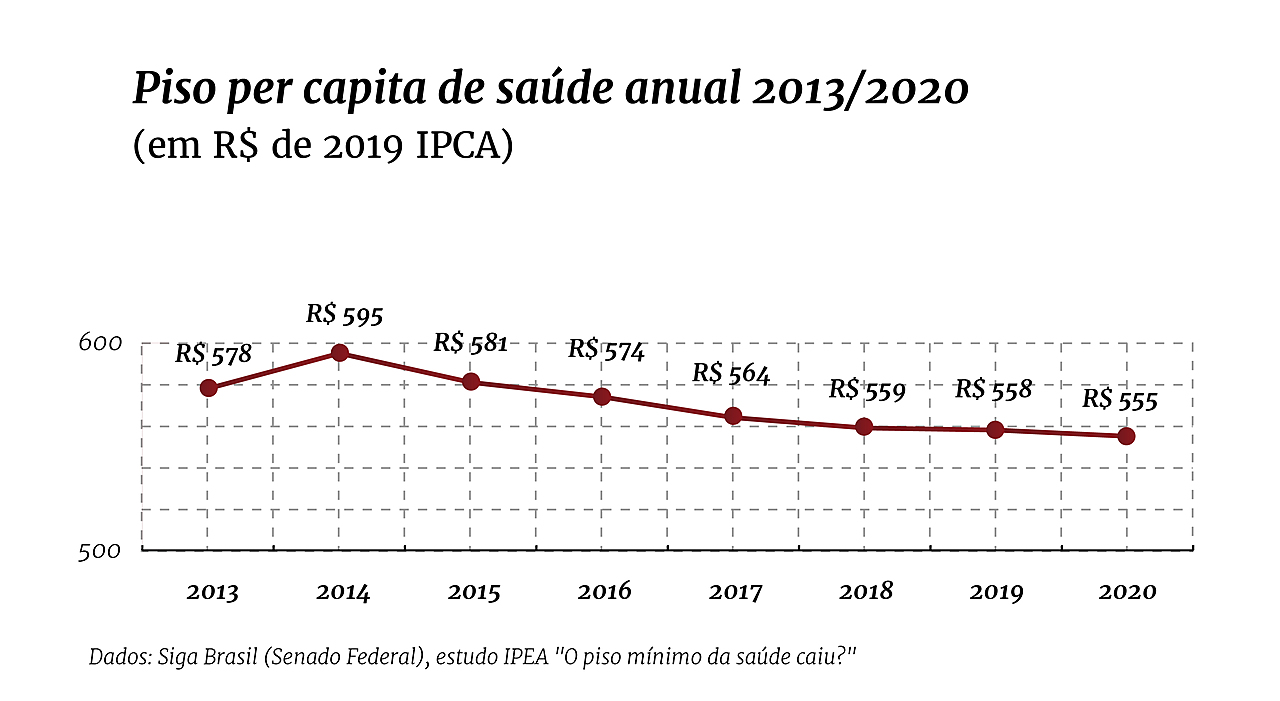 Piso per capita de saúde anual 2013/2020
(em R$ de 2019 IPCA)
R$ 595
600
R$ 578
R$ 581
R$ 574
R$ 564
R$ 559
R$ 558
R$ 555
500
2013
2014
2015
2016
2017
2018
2019
2020
Dados: Siga Brasil (Senado Federal), estudo IPEA "O piso mínimo da saúde caiu?"